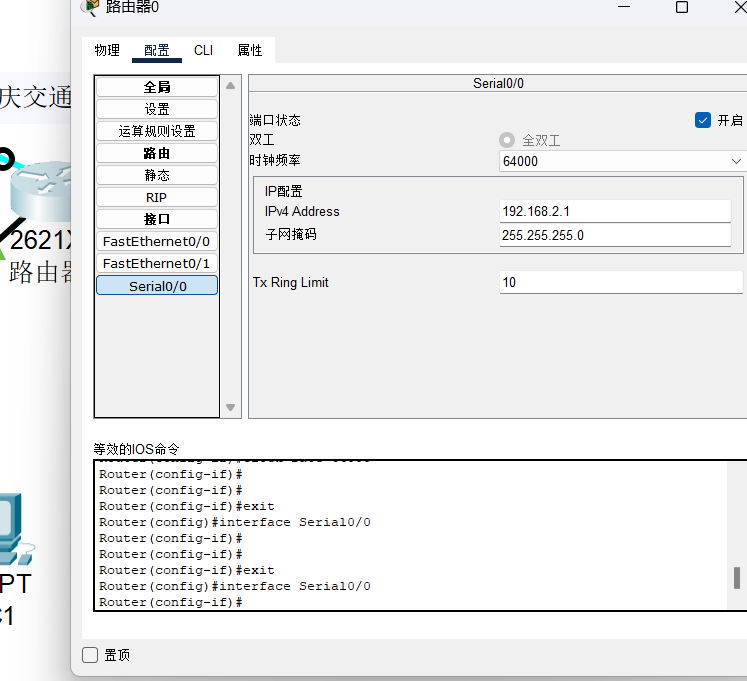 路由器0
物理 配置 CLI 属性
全局
设置
运算规则设置
路由
静态
RIP
接口
FastEthernet0/0
FastEthernet0/1
Serial0/0
Serial0/0
端口状态 开启
双工 全双工
时钟频率 64000
IP配置
IPv4 Address 192.168.2.1
子网掩码 255.255.255.0
Tx Ring Limit 10
等效的IOS命令
Router(config-if)#
Router(config-if)#
Router(config-if)#exit
Router(config)#interface Serial0/0
Router(config-if)#
Router(config-if)#
Router(config-if)#exit
Router(config)#interface Serial0/0
Router(config-if)#
置顶
庆交通
2621X
路由器
PT